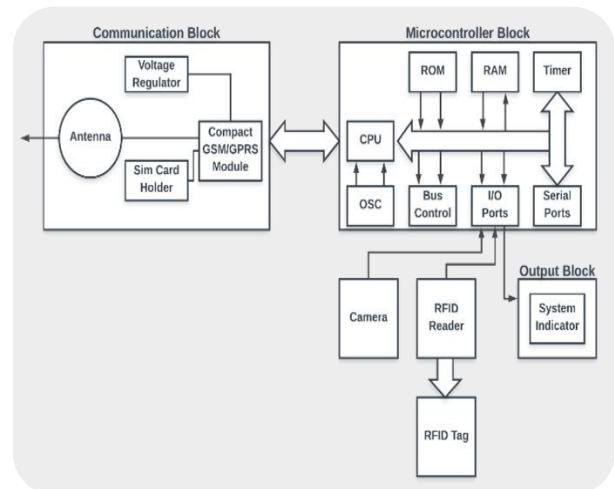 Communication Block
Voltage
Regulator
Antenna
Compact
GSM/GPRS
Module
Sim Card
Holder
Microcontroller Block
ROM
RAM
Timer
CPU
OSC
Bus
Control
I/O
Ports
Serial
Ports
Camera
RFID
Reader
Output Block
System
Indicator
RFID Tag